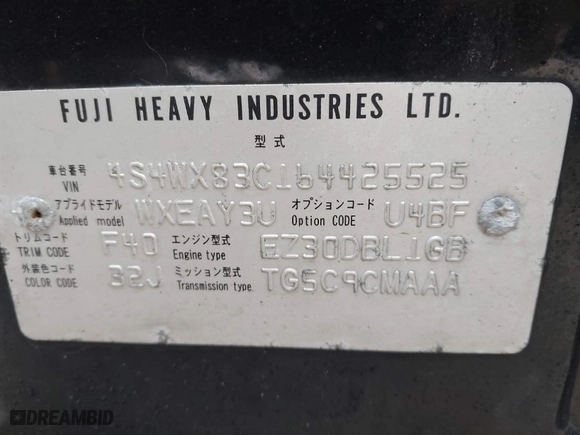 FUJI HEAVY INDUSTRIES LTD.
型式
車台番号 VIN 4S4WX83C164425525
アプライドモデル Applied model WXEAY3U オプションコード Option CODE U4BF
トリムコード TRIM CODE F40 エンジン型式 Engine type EZ30DBL1GB
外装色コード COLOR CODE 32J ミッション型式 Transmission type TG5C9CMAAA
DREAMBID